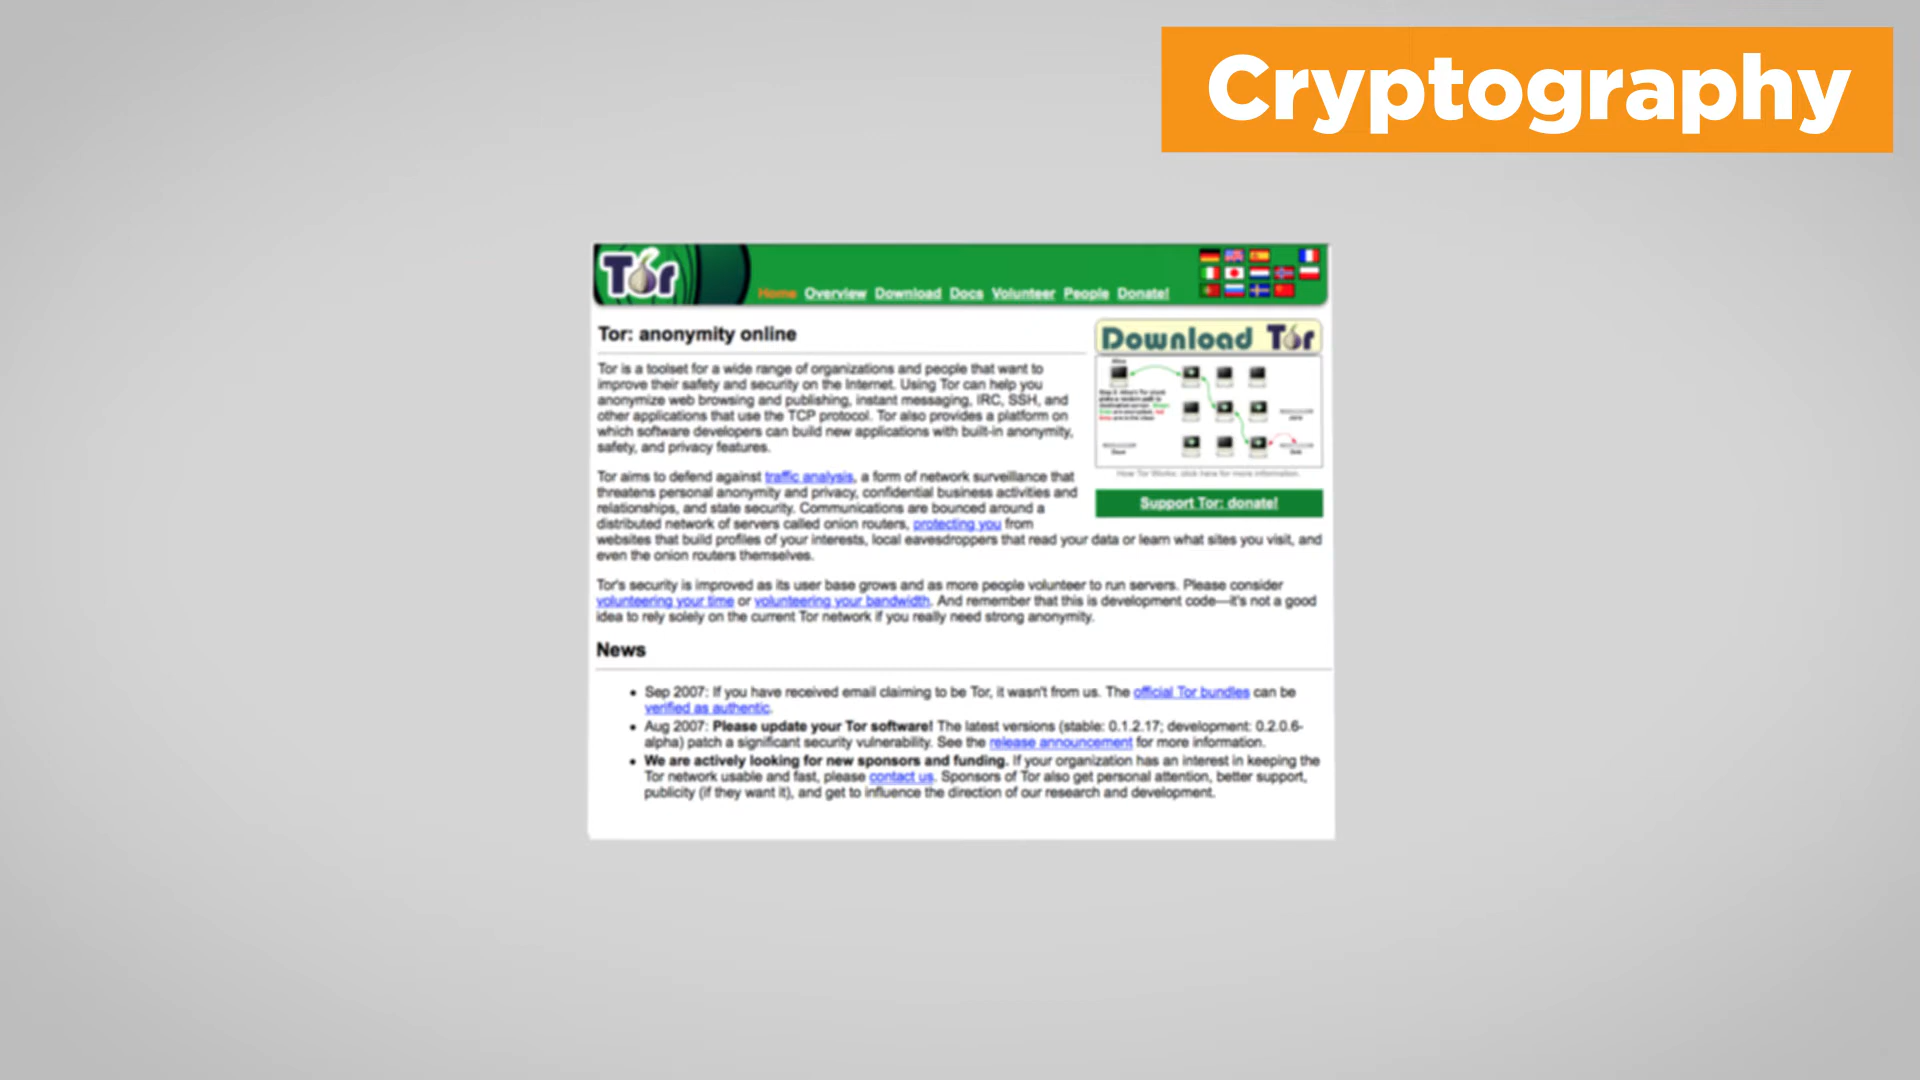 Cryptography
Tor
Home Overview Download Docs Volunteer People Donate!
Tor: anonymity online
Download Tor
Tor is a toolset for a wide range of organizations and people that want to
improve their safety and security on the Internet. Using Tor can help you
anonymize web browsing and publishing, instant messaging, IRC, SSH, and
other applications that use the TCP protocol. Tor also provides a platform on
which software developers can build new applications with built-in anonymity,
safety, and privacy features.
How Tor Works: click here for more information.
Support Tor: donate!
Tor aims to defend against traffic analysis, a form of network surveillance that
threatens personal anonymity and privacy, confidential business activities and
relationships, and state security. Communications are bounced around a
distributed network of servers called onion routers, protecting you from
websites that build profiles of your interests, local eavesdroppers that read your data or learn what sites you visit, and
even the onion routers themselves.
Tor's security is improved as its user base grows and as more people volunteer to run servers. Please consider
volunteering your time or volunteering your bandwidth. And remember that this is development code—it's not a good
idea to rely solely on the current Tor network if you really need strong anonymity.
News
• Sep 2007: If you have received email claiming to be Tor, it wasn't from us. The official Tor bundles can be
verified as authentic.
• Aug 2007: Please update your Tor software! The latest versions (stable: 0.1.2.17; development: 0.2.0.6-
alpha) patch a significant security vulnerability. See the release announcement for more information.
• We are actively looking for new sponsors and funding. If your organization has an interest in keeping the
Tor network usable and fast, please contact us. Sponsors of Tor also get personal attention, better support,
publicity (if they want it), and get to influence the direction of our research and development.